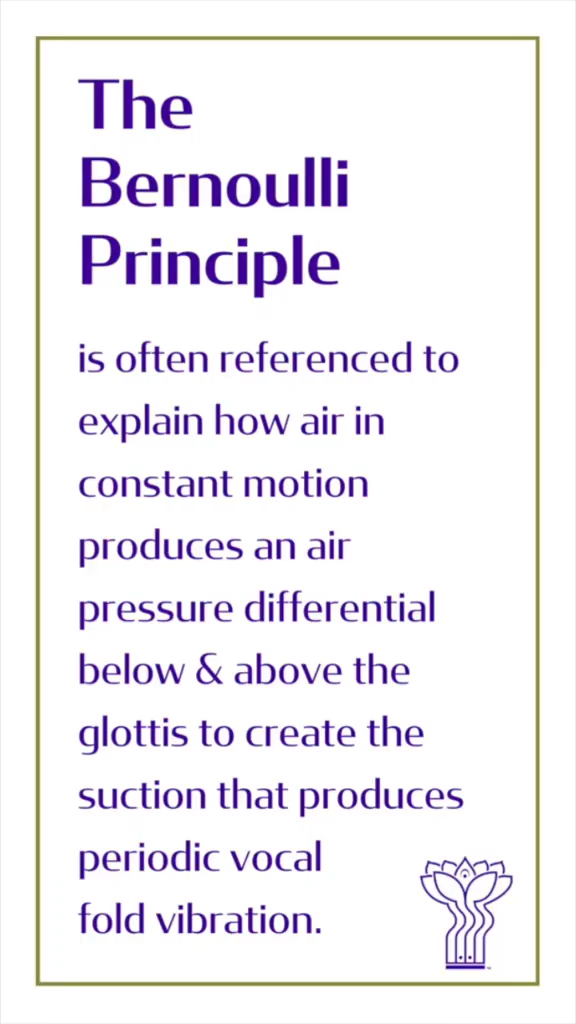 The
Bernoulli
Principle
is often referenced to
explain how air in
constant motion
produces an air
pressure differential
below & above the
glottis to create the
suction that produces
periodic vocal
fold vibration.